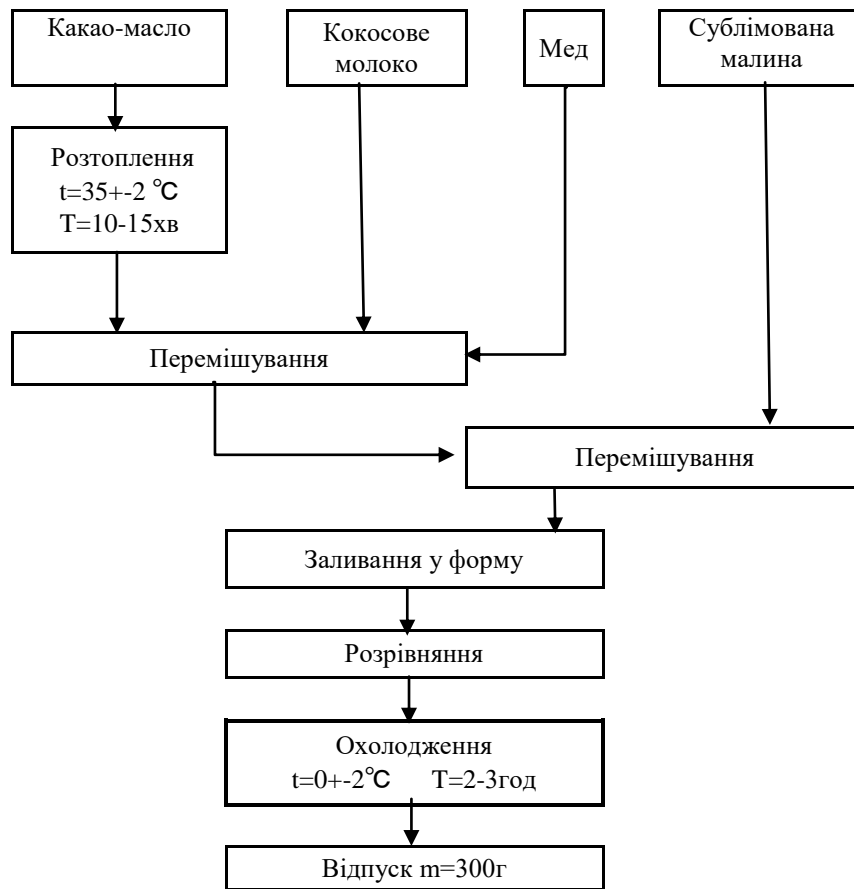 Какао-масло
Кокосове
молоко
Мед
Сублімована
малина
Розтоплення
t=35+-2 ℃
T=10-15хв
Перемішування
Перемішування
Заливання у форму
Розрівняння
Охолодження
t=0+-2℃ T=2-3год
Відпуск m=300г